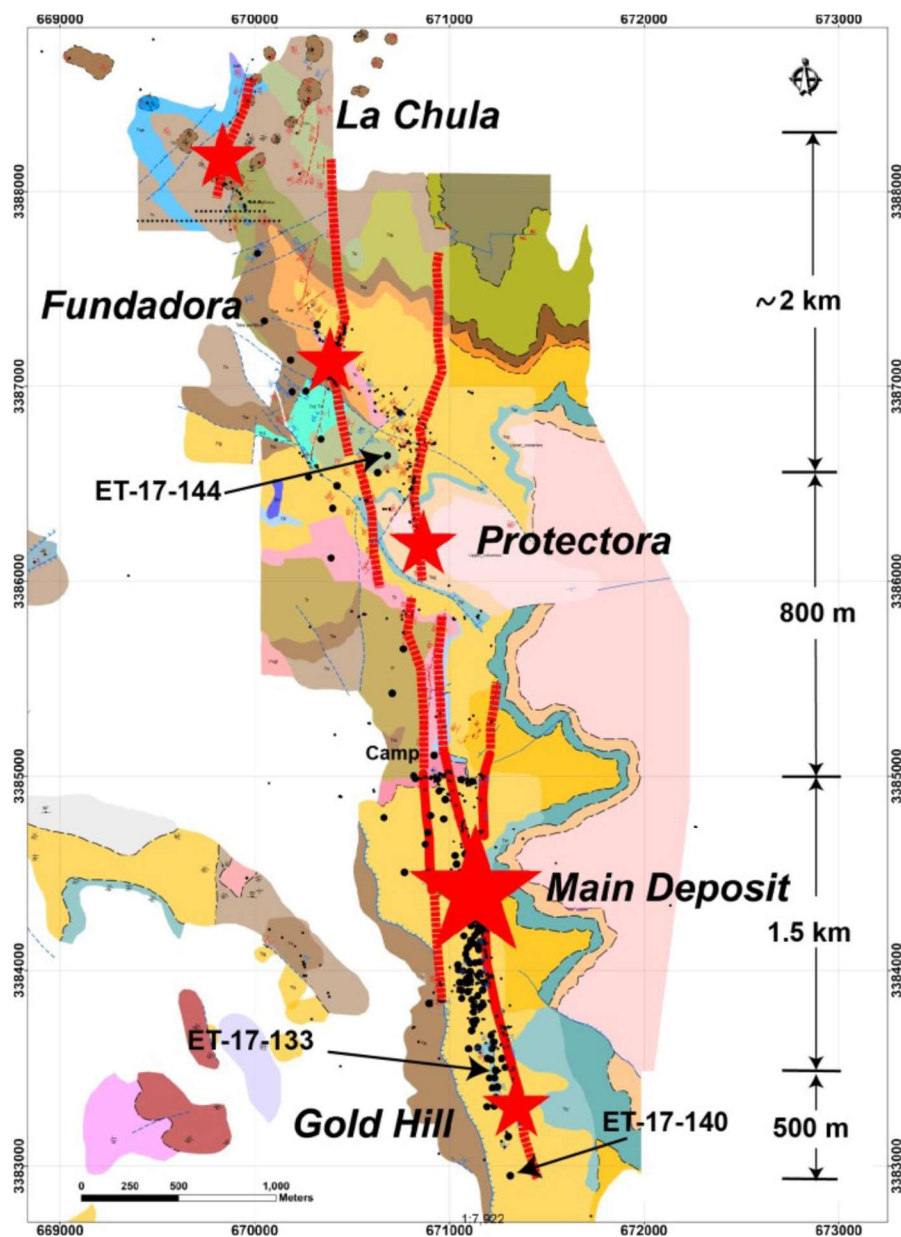 669000 670000 671000 672000 673000
La Chula
3388000 3388000
~2 km
Fundadora
3387000 3387000
ET-17-144
Protectora
3386000 3386000
800 m
Camp
3385000 3385000
Main Deposit
1.5 km
3384000 3384000
ET-17-133
Gold Hill
ET-17-140
500 m
3383000 3383000
0 250 500 1,000
Meters
1:7,922
669000 670000 671000 672000 673000